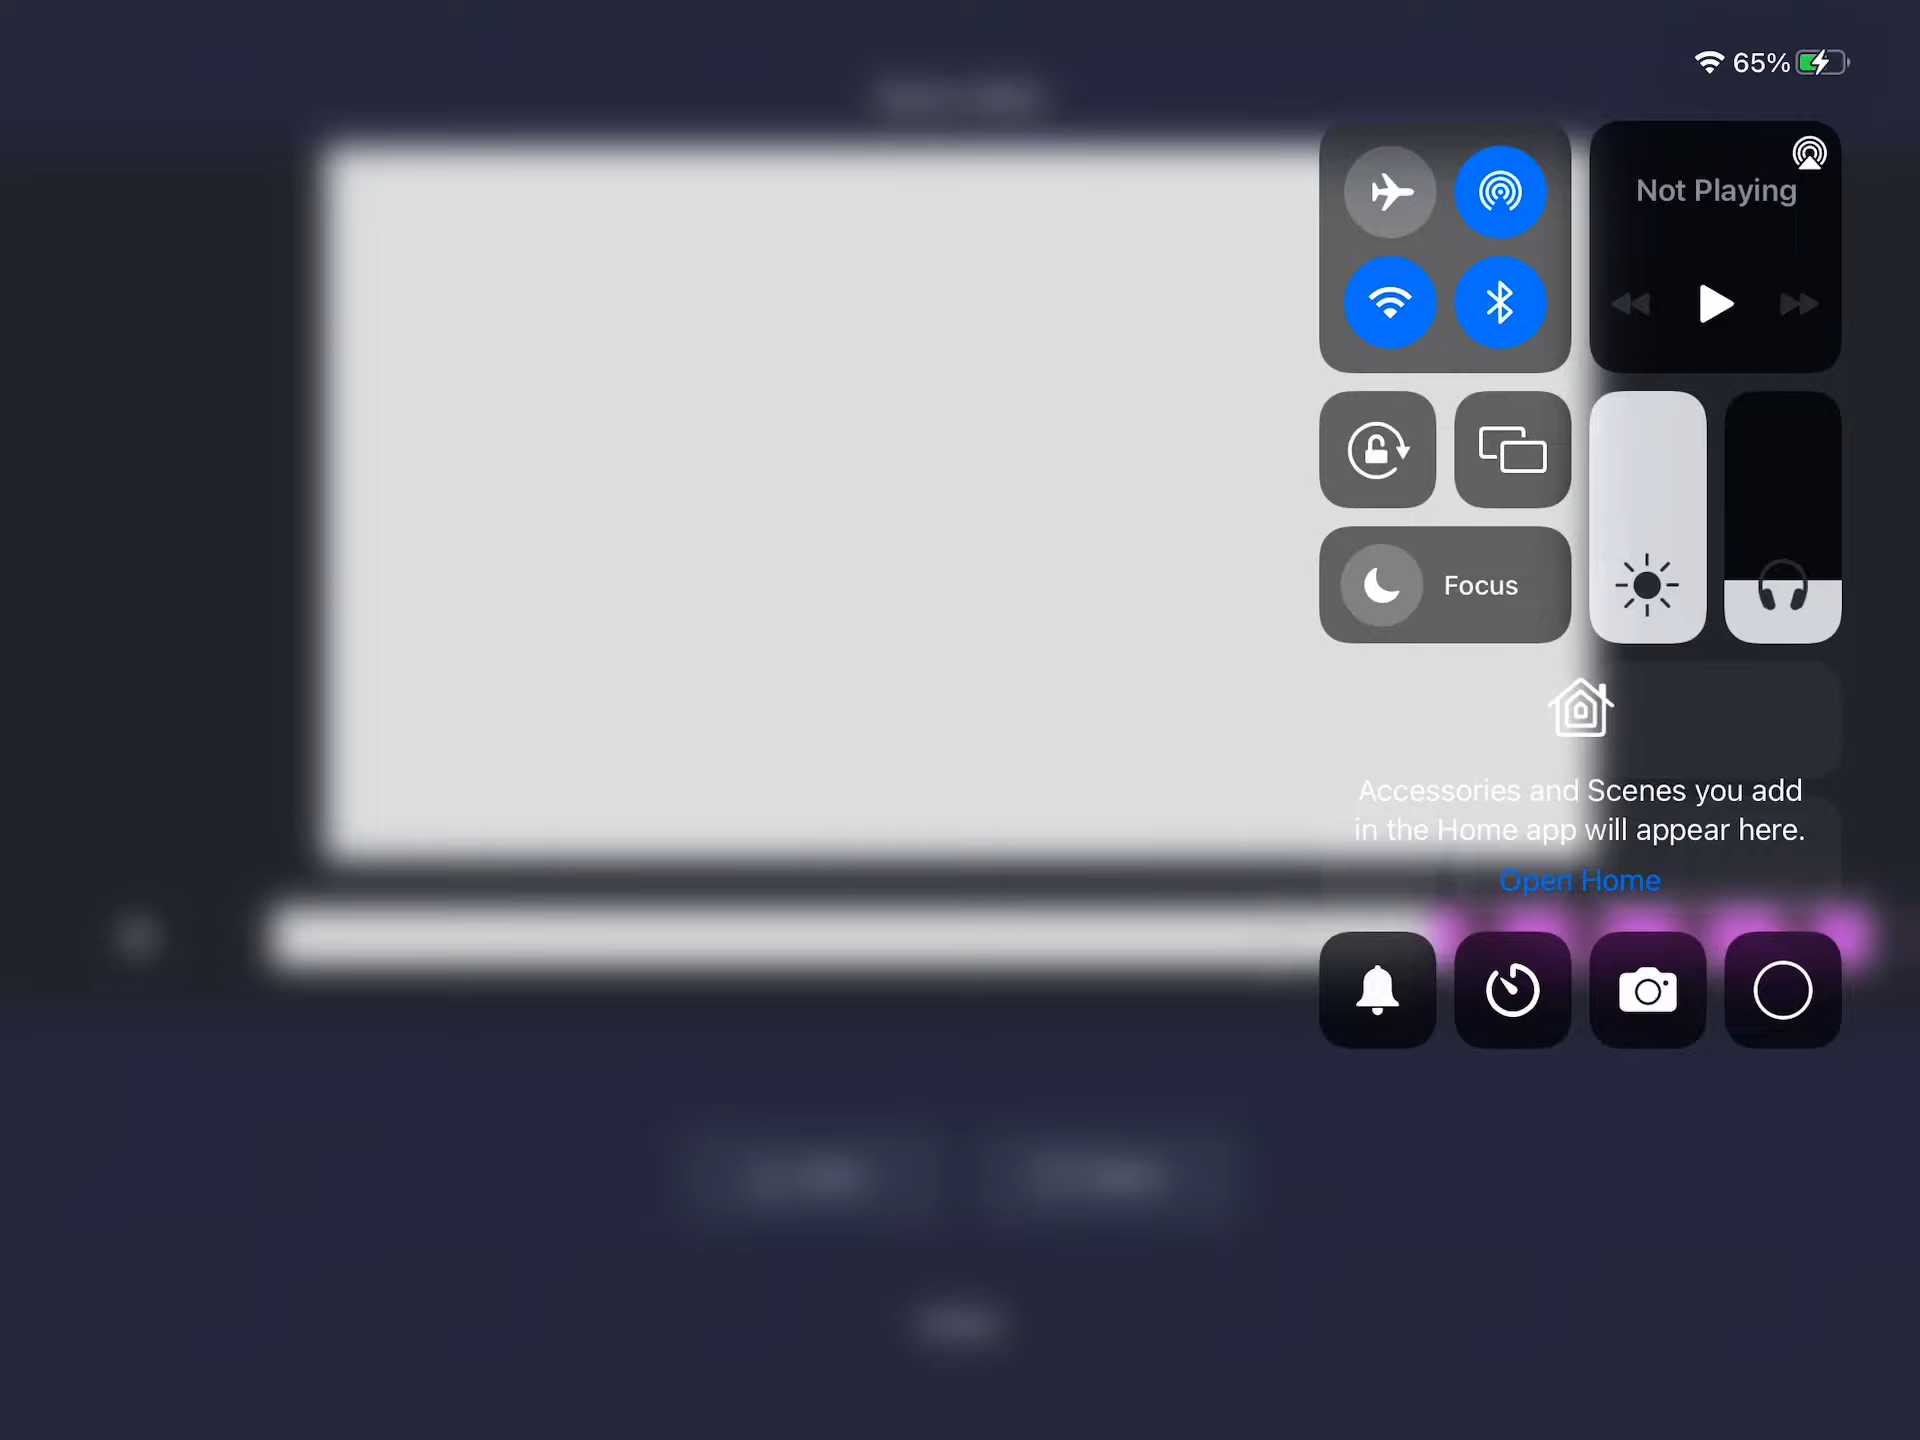 65%
Not Playing
Focus
Accessories and Scenes you add
in the Home app will appear here.
Open Home